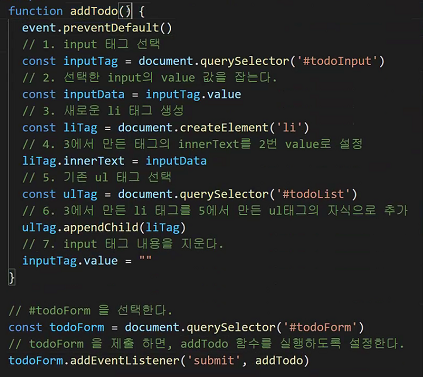 function addTodo() {
  event.preventDefault()
  // 1. input 태그 선택
  const inputTag = document.querySelector('#todoInput')
  // 2. 선택한 input의 value 값을 잡는다.
  const inputData = inputTag.value
  // 3. 새로운 li 태그 생성
  const liTag = document.createElement('li')
  // 4. 3에서 만든 태그의 innerText를 2번 value로 설정
  liTag.innerText = inputData
  // 5. 기존 ul 태그 선택
  const ulTag = document.querySelector('#todoList')
  // 6. 3에서 만든 li 태그를 5에서 만든 ul태그의 자식으로 추가
  ulTag.appendChild(liTag)
  // 7. input 태그 내용을 지운다.
  inputTag.value = ""
}
// #todoForm 을 선택한다.
const todoForm = document.querySelector('#todoForm')
// todoForm 을 제출 하면, addTodo 함수를 실행하도록 설정한다.
todoForm.addEventListener('submit', addTodo)